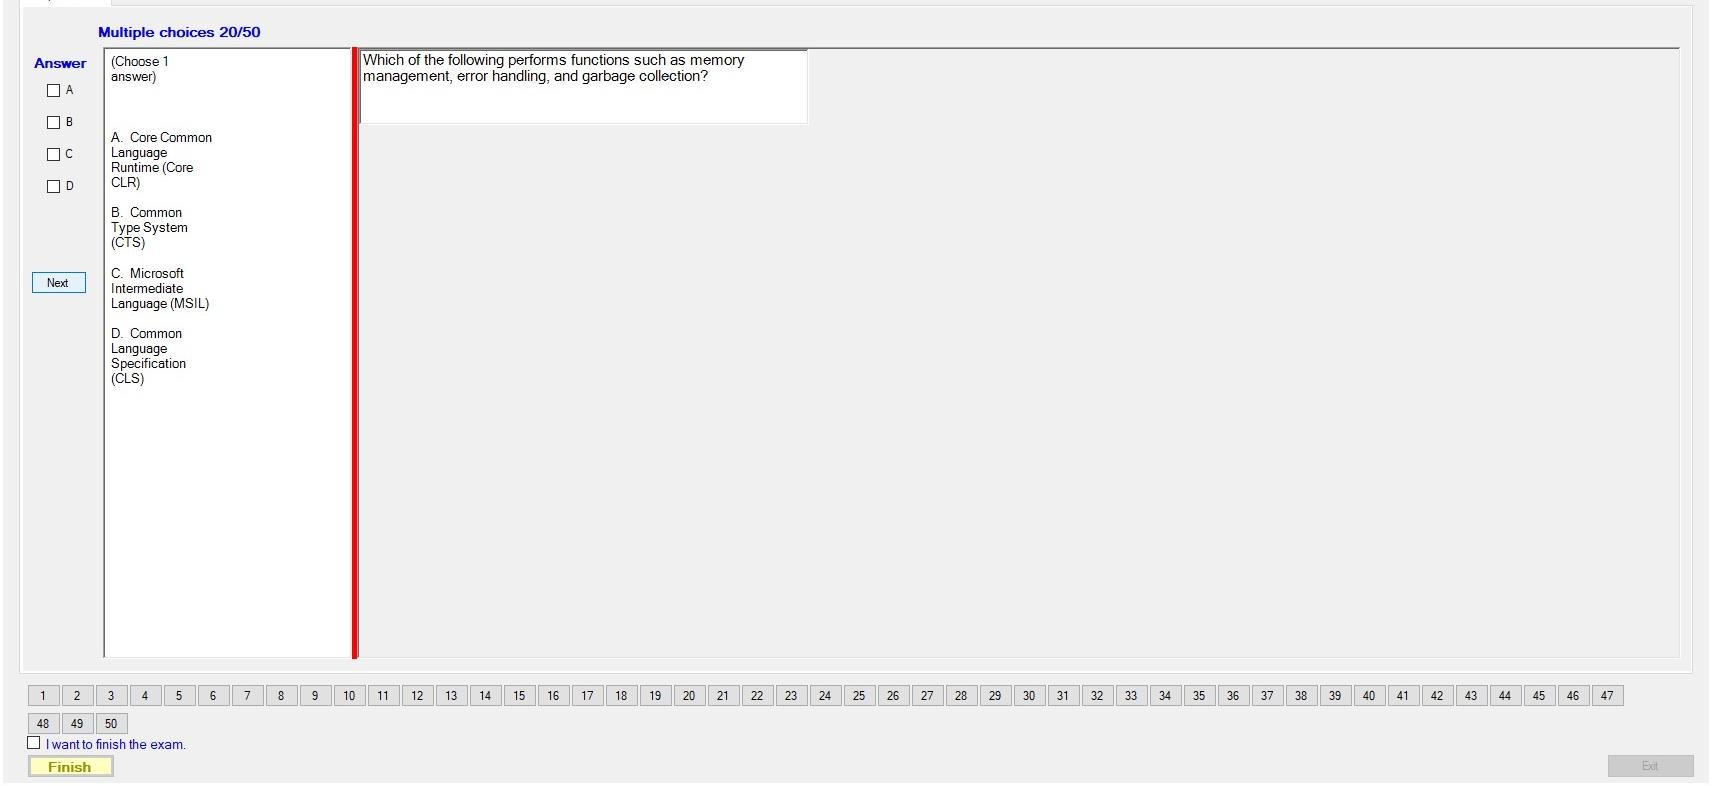 Multiple choices 20/50
Answer
A
B
C
D
Next
(Choose 1
answer)
A. Core Common
Language
Runtime (Core
CLR)
B. Common
Type System
(CTS)
C. Microsoft
Intermediate
Language (MSIL)
D. Common
Language
Specification
(CLS)
Which of the following performs functions such as memory
management, error handling, and garbage collection?
1 2 3 4 5 6 7 8 9 10 11 12 13 14 15 16 17 18 19 20 21 22 23 24 25 26 27 28 29 30 31 32 33 34 35 36 37 38 39 40 41 42 43 44 45 46 47
48 49 50
I want to finish the exam.
Finish
Exit